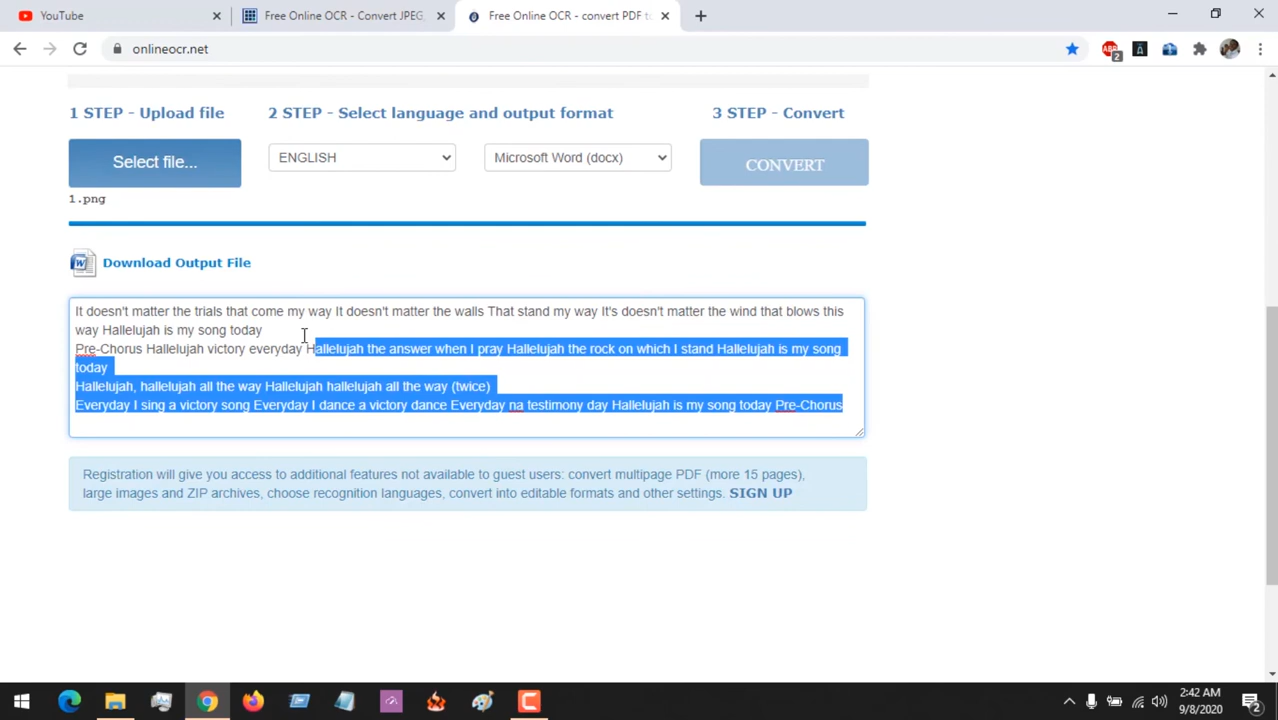 YouTube
Free Online OCR - Convert JPEG,
Free Online OCR - convert PDF to
onlineocr.net
2
1 STEP - Upload file
2 STEP - Select language and output format
3 STEP - Convert
Select file...
ENGLISH
Microsoft Word (docx)
CONVERT
1.png
Download Output File
It doesn't matter the trials that come my way It doesn't matter the walls That stand my way It's doesn't matter the wind that blows this
way Hallelujah is my song today
Pre-Chorus Hallelujah victory everyday Hallelujah the answer when I pray Hallelujah the rock on which I stand Hallelujah is my song
today
Hallelujah, hallelujah all the way Hallelujah hallelujah all the way (twice)
Everyday I sing a victory song Everyday I dance a victory dance Everyday na testimony day Hallelujah is my song today Pre-Chorus
Registration will give you access to additional features not available to guest users: convert multipage PDF (more 15 pages),
large images and ZIP archives, choose recognition languages, convert into editable formats and other settings. SIGN UP
2:42 AM
9/8/2020
2